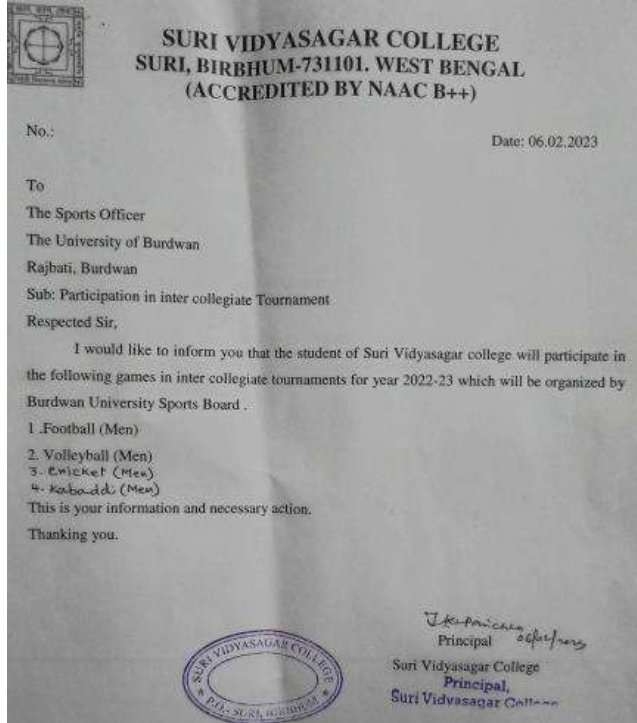 SURI VIDYASAGAR COLLEGE
SURI, BIRBHUM-731101. WEST BENGAL
(ACCREDITED BY NAAC B++)
No.:
Date: 06.02.2023
To
The Sports Officer
The University of Burdwan
Rajbati, Burdwan
Sub: Participation in inter collegiate Tournament
Respected Sir,
I would like to inform you that the student of Suri Vidyasagar college will participate in
the following games in inter collegiate tournaments for year 2022-23 which will be organized by
Burdwan University Sports Board .
1 .Football (Men)
2. Volleyball (Men)
3. Cricket (Men)
4. Kabaddi (Men)
This is your information and necessary action.
Thanking you.
06/02/2023
Principal
Suri Vidyasagar College
Principal,
Suri Vidyasagar
SURI VIDYASAGAR COLLEGE
P.O.- SURI, BIRBHUM